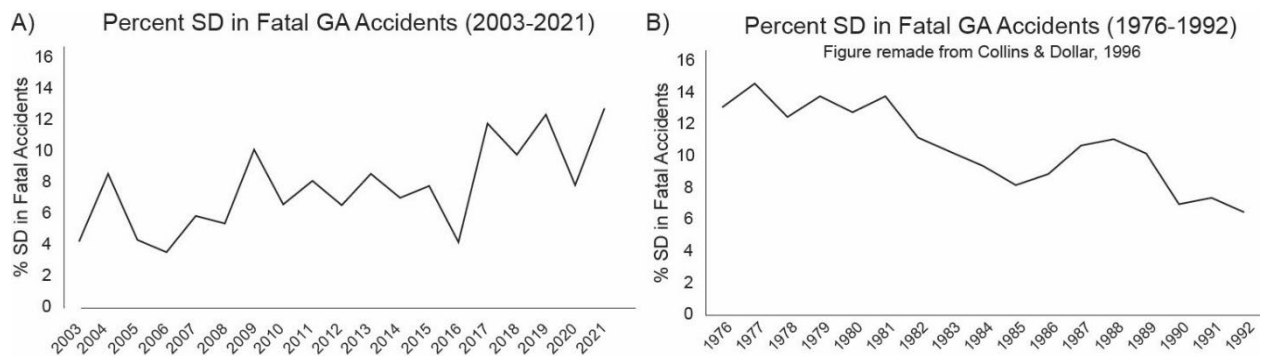 A) Percent SD in Fatal GA Accidents (2003-2021)
% SD in Fatal Accidents
16
14
12
10
8
6
4
2
0
2003 2004 2005 2006 2007 2008 2009 2010 2011 2012 2013 2014 2015 2016 2017 2018 2019 2020 2021
B) Percent SD in Fatal GA Accidents (1976-1992)
Figure remade from Collins & Dollar, 1996
% SD in Fatal Accidents
16
14
12
10
8
6
4
2
0
1976 1977 1978 1979 1980 1981 1982 1983 1984 1985 1986 1987 1988 1989 1990 1991 1992